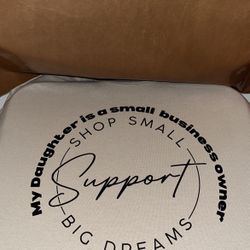 My Daughter is a small business owner
SHOP SMALL
Support
BIG DREAMS